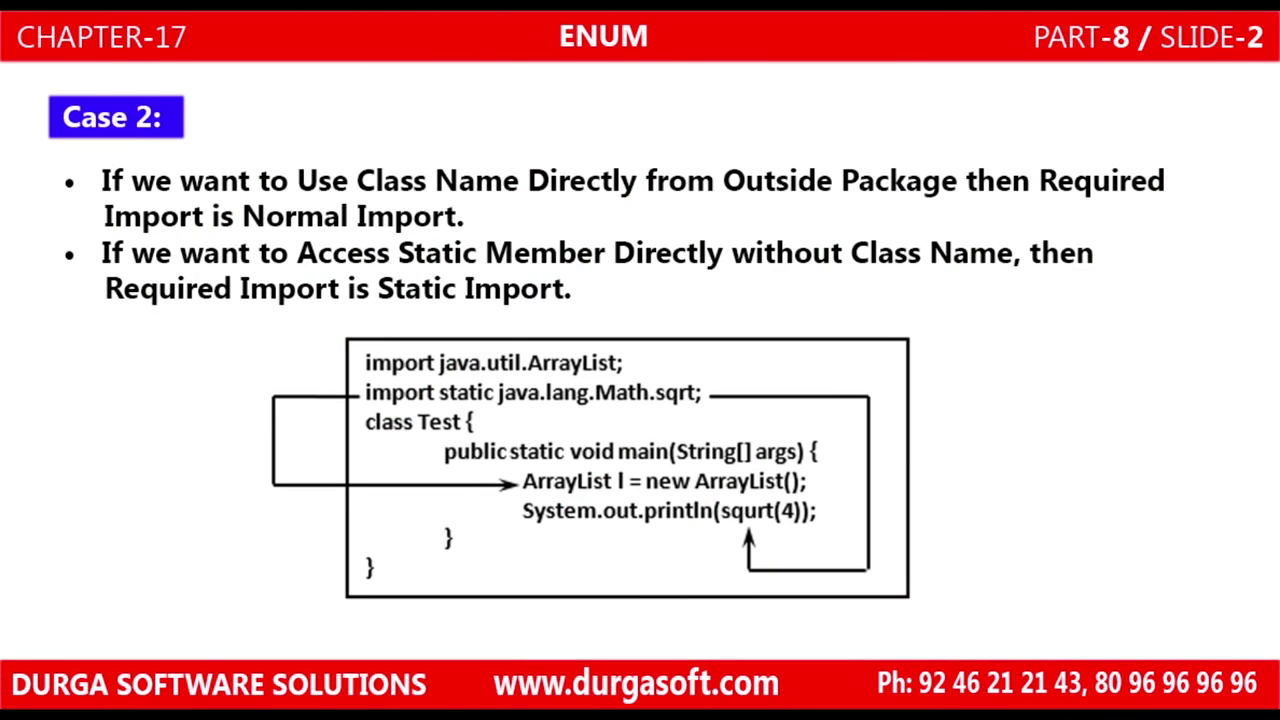 CHAPTER-17
ENUM
PART-8 / SLIDE-2
Case 2:
• If we want to Use Class Name Directly from Outside Package then Required
Import is Normal Import.
• If we want to Access Static Member Directly without Class Name, then
Required Import is Static Import.
import java.util.ArrayList;
import static java.lang.Math.sqrt;
class Test {
public static void main(String[] args) {
ArrayList l = new ArrayList();
System.out.println(squrt(4));
}
}
DURGA SOFTWARE SOLUTIONS
www.durgasoft.com
Ph: 92 46 21 21 43, 80 96 96 96 96